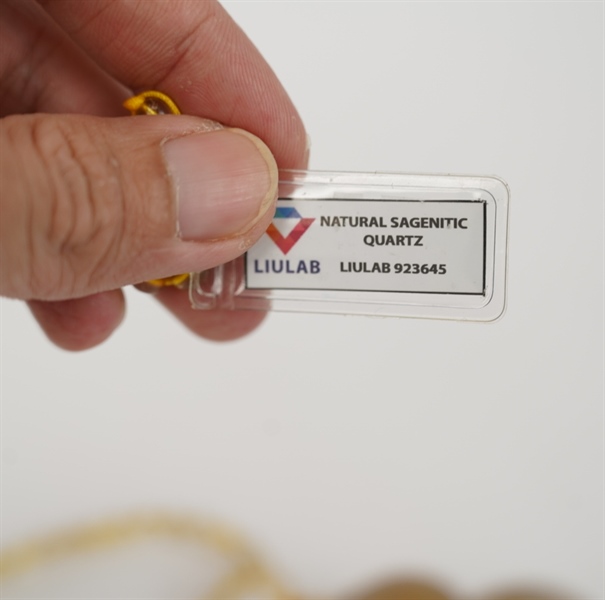 NATURAL SAGENITIC
QUARTZ
LIULAB
LIULAB 923645